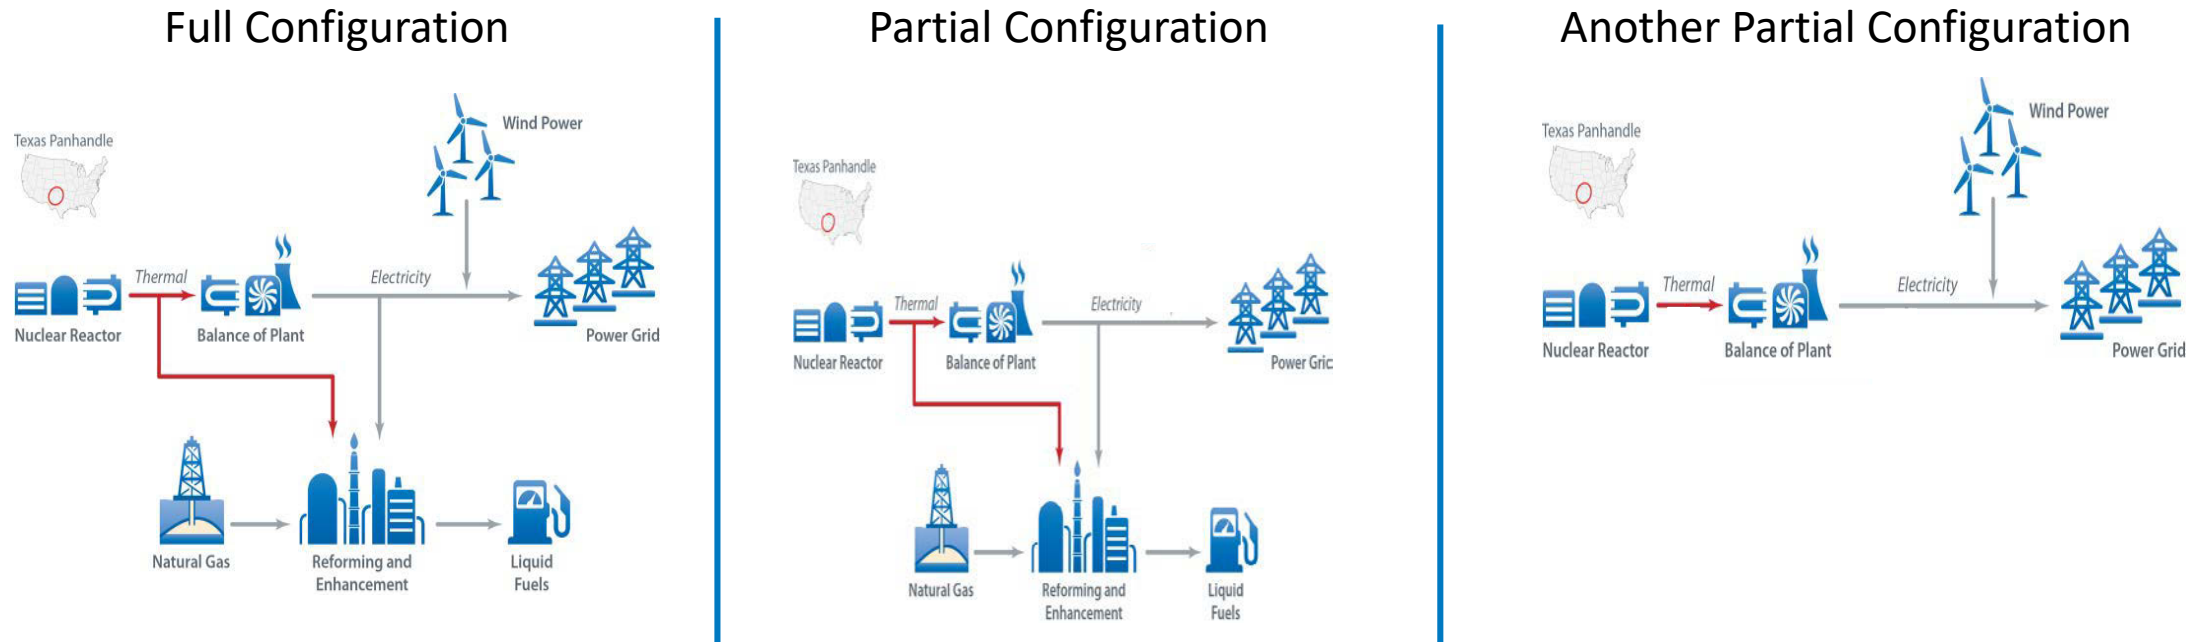 Full Configuration
Texas Panhandle
Wind Power
Thermal
Electricity
Nuclear Reactor
Balance of Plant
Power Grid
Natural Gas
Reforming and
Enhancement
Liquid
Fuels
Partial Configuration
Texas Panhandle
Thermal
Electricity
Nuclear Reactor
Balance of Plant
Power Gric
Natural Gas
Reforming and
Enhancement
Liquid
Fuels
Another Partial Configuration
Wind Power
Texas Panhandle
Thermal
Electricity
Nuclear Reactor
Balance of Plant
Power Grid